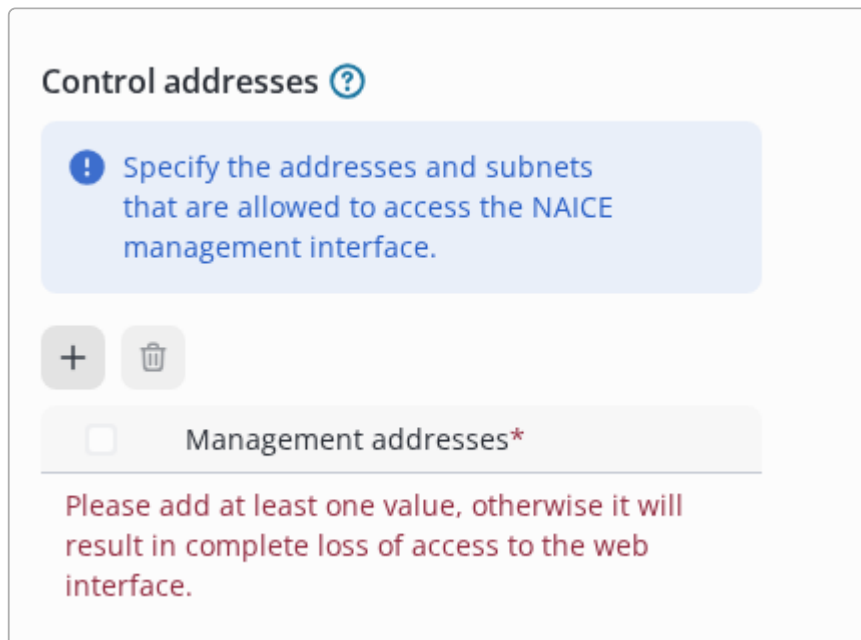 Control addresses
Specify the addresses and subnets
that are allowed to access the NAICE
management interface.
Management addresses*
Please add at least one value, otherwise it will
result in complete loss of access to the web
interface.